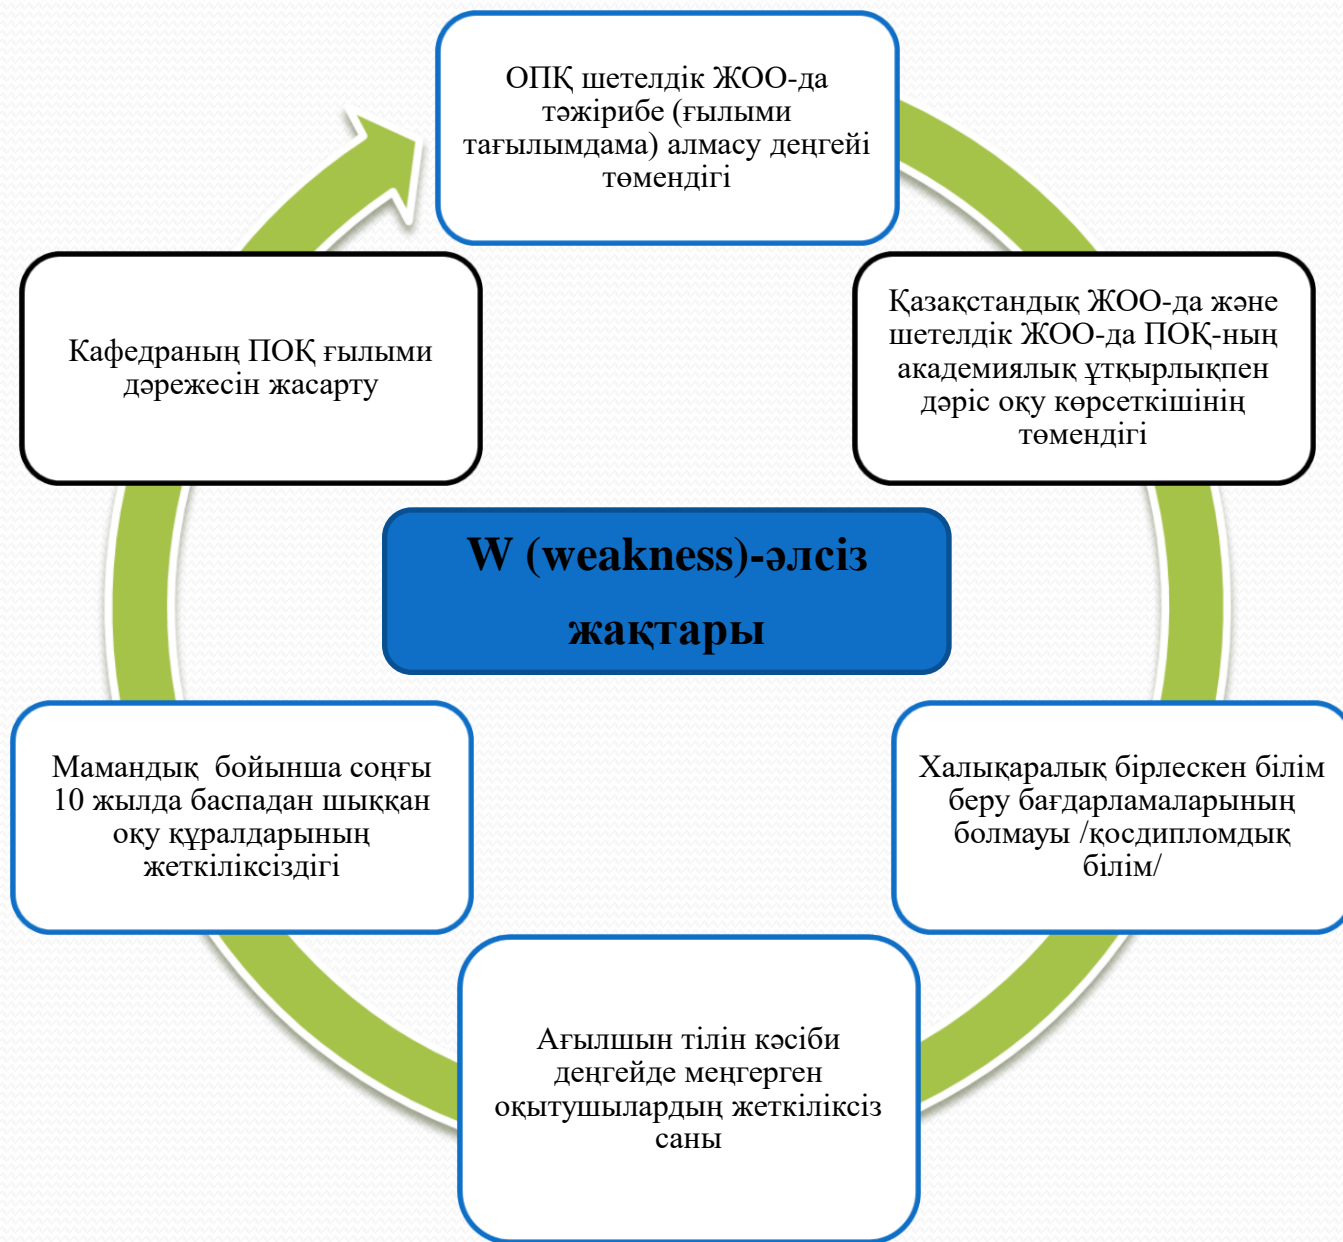 ОПҚ шетелдік ЖОО-да
тәжірибе (ғылыми
тағылымдама) алмасу деңгейі
төмендігі
Қазақстандық ЖОО-да және
шетелдік ЖОО-да ПОҚ-ның
академиялық ұтқырлықпен
дәріс оқу көрсеткішінің
төмендігі
Халықаралық бірлескен білім
беру бағдарламаларының
болмауы /қосдипломдық
білім/
Ағылшын тілін кәсіби
деңгейде меңгерген
оқытушылардың жеткіліксіз
саны
Мамандық бойынша соңғы
10 жылда баспадан шыққан
оқу құралдарының
жеткіліксіздігі
Кафедраның ПОҚ ғылыми
дәрежесін жасарту
W (weakness)-әлсіз
жақтары